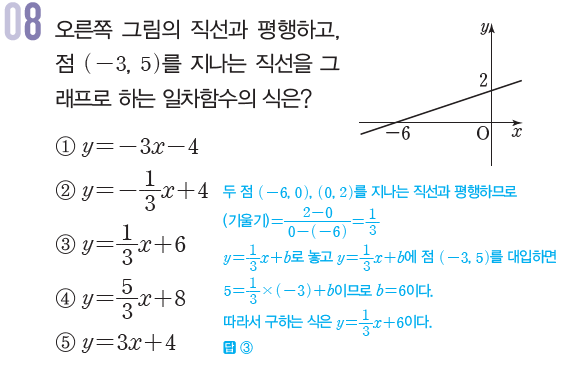 08
오른쪽 그림의 직선과 평행하고,
점 (−3, 5)를 지나는 직선을 그
래프로 하는 일차함수의 식은?
① y=−3x−4
② y=−1/3x+4
③ y=1/3x+6
④ y=5/3x+8
⑤ y=3x+4
y
2
−6
O
x
두 점 (−6, 0), (0, 2)를 지나는 직선과 평행하므로
(기울기)=2−0/0−(−6)=1/3
y=1/3x+b로 놓고 y=1/3x+b에 점 (−3, 5)를 대입하면
5=1/3×(−3)+b이므로 b=6이다.
따라서 구하는 식은 y=1/3x+6이다.
답 ③